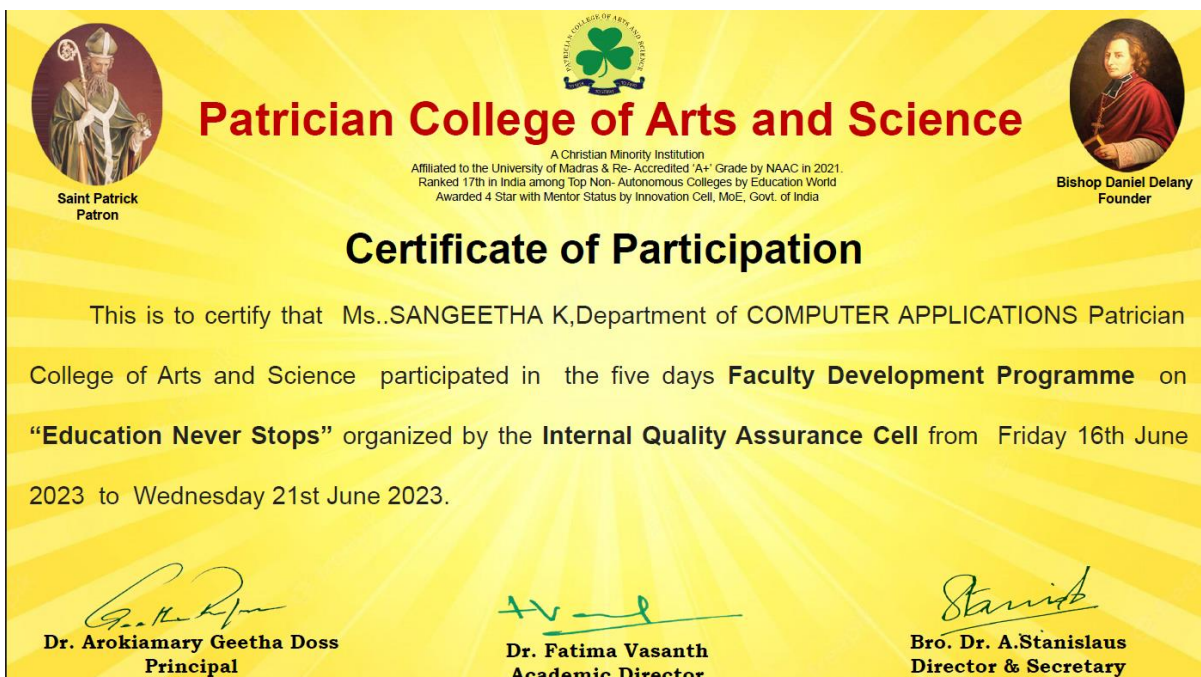 PATRICIAN COLLEGE OF ARTS AND SCIENCE
Patrician College of Arts and Science
A Christian Minority Institution
Affiliated to the University of Madras & Re- Accredited ‘A+’ Grade by NAAC in 2021.
Ranked 17th in India among Top Non- Autonomous Colleges by Education World
Awarded 4 Star with Mentor Status by Innovation Cell, MoE, Govt. of India
Saint Patrick
Patron
Bishop Daniel Delany
Founder
Certificate of Participation
This is to certify that Ms..SANGEETHA K,Department of COMPUTER APPLICATIONS Patrician
College of Arts and Science participated in the five days Faculty Development Programme on
“Education Never Stops” organized by the Internal Quality Assurance Cell from Friday 16th June
2023 to Wednesday 21st June 2023.
Dr. Arokiamary Geetha Doss
Principal
Dr. Fatima Vasanth
Academic Director
Bro. Dr. A.Stanislaus
Director & Secretary